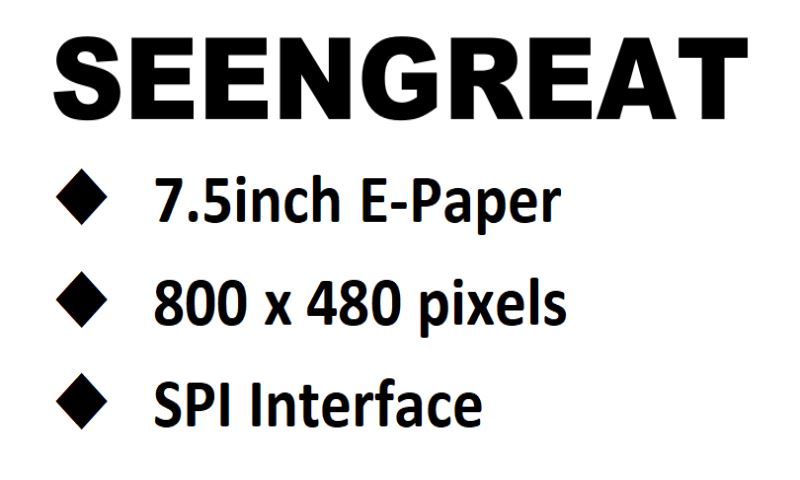 SEENGREAT
◆ 7.5inch E-Paper
◆ 800 x 480 pixels
◆ SPI Interface